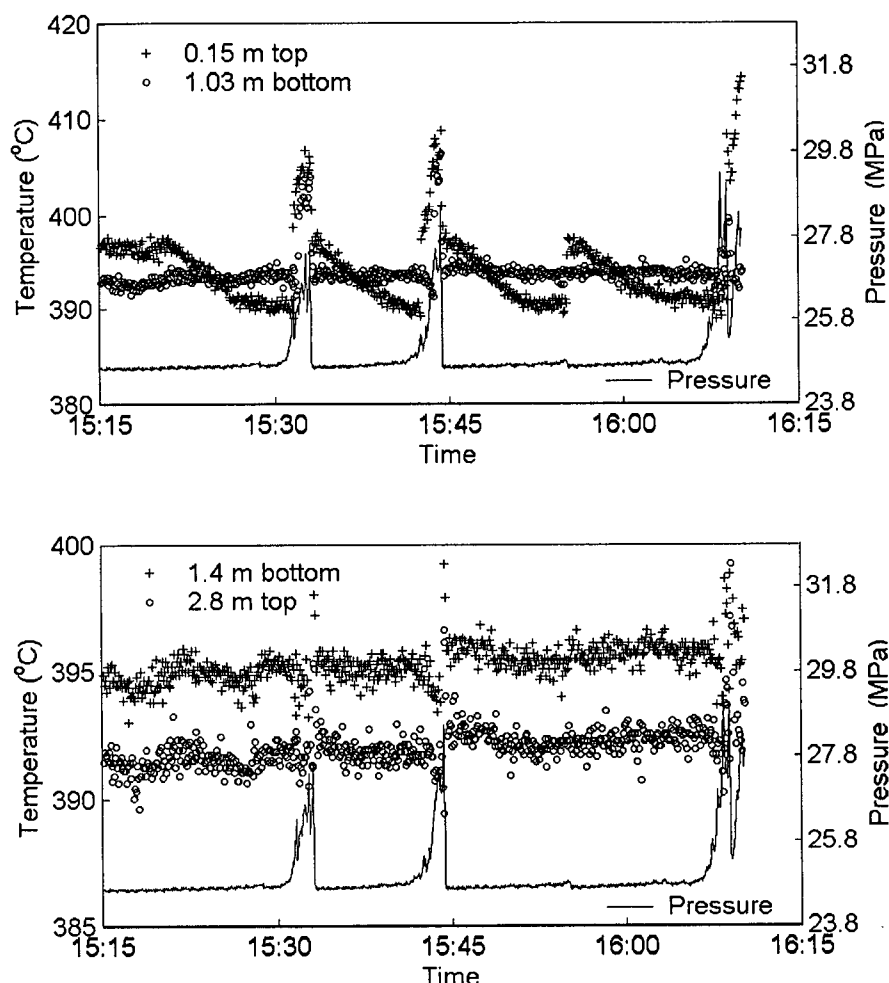 420
410
400
390
380
Temperature (°C)
+ 0.15 m top
o 1.03 m bottom
31.8
29.8
27.8
25.8
23.8
Pressure (MPa)
Pressure
15:15 15:30 15:45 16:00 16:15
Time
400
395
390
385
Temperature (°C)
+ 1.4 m bottom
o 2.8 m top
31.8
29.8
27.8
25.8
23.8
Pressure (MPa)
Pressure
15:15 15:30 15:45 16:00 16:15
Time